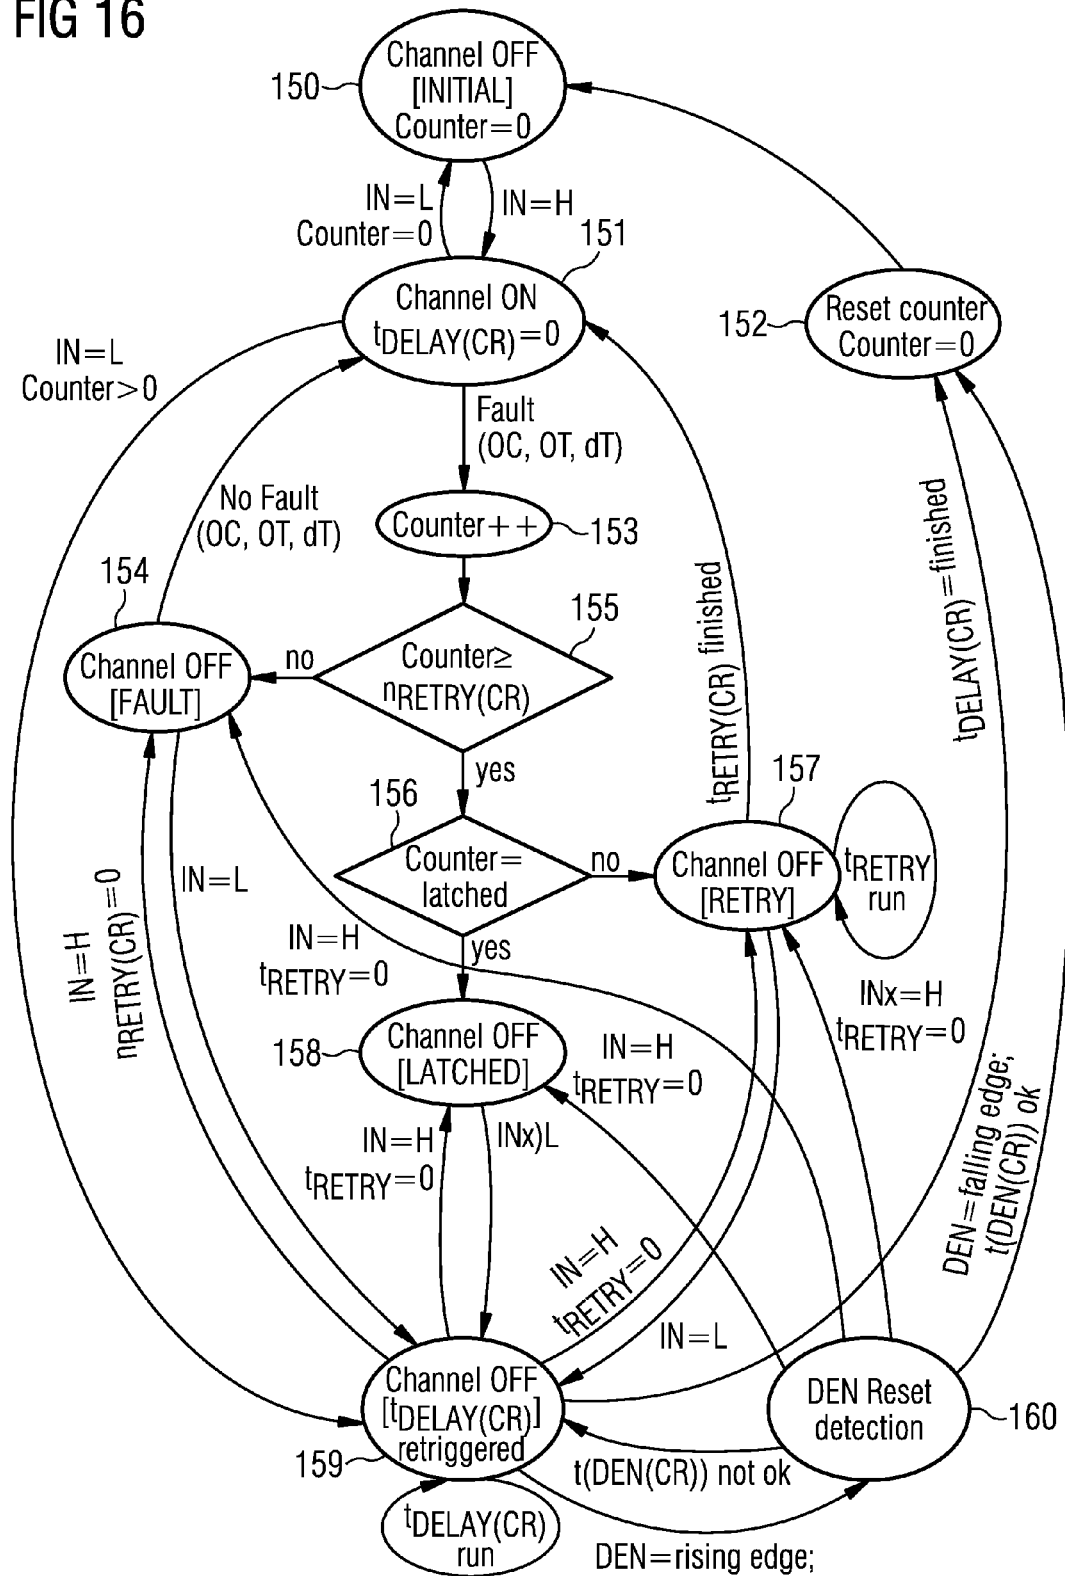 FIG 16
Channel OFF
[INITIAL]
Counter=0
150
IN=L
Counter=0
IN=H
151
Channel ON
tDELAY(CR)=0
152
Reset counter
Counter=0
IN=L
Counter>0
Fault
(OC, OT, dT)
No Fault
(OC, OT, dT)
Counter++
153
154
Channel OFF
[FAULT]
no
155
Counter≥
nRETRY(CR)
yes
tRETRY(CR) finished
tDELAY(CR)=finished
156
Counter=
latched
no
157
Channel OFF
[RETRY]
tRETRY
run
IN=H
nRETRY(CR)=0
IN=L
IN=H
tRETRY=0
yes
INx=H
tRETRY=0
158
Channel OFF
[LATCHED]
IN=H
tRETRY=0
IN=H
tRETRY=0
INx)L
IN=H
tRETRY=0
IN=L
DEN=falling edge;
t(DEN(CR)) ok
Channel OFF
[tDELAY(CR)]
retriggered
159
DEN Reset
detection
160
t(DEN(CR)) not ok
tDELAY(CR)
run
DEN=rising edge;